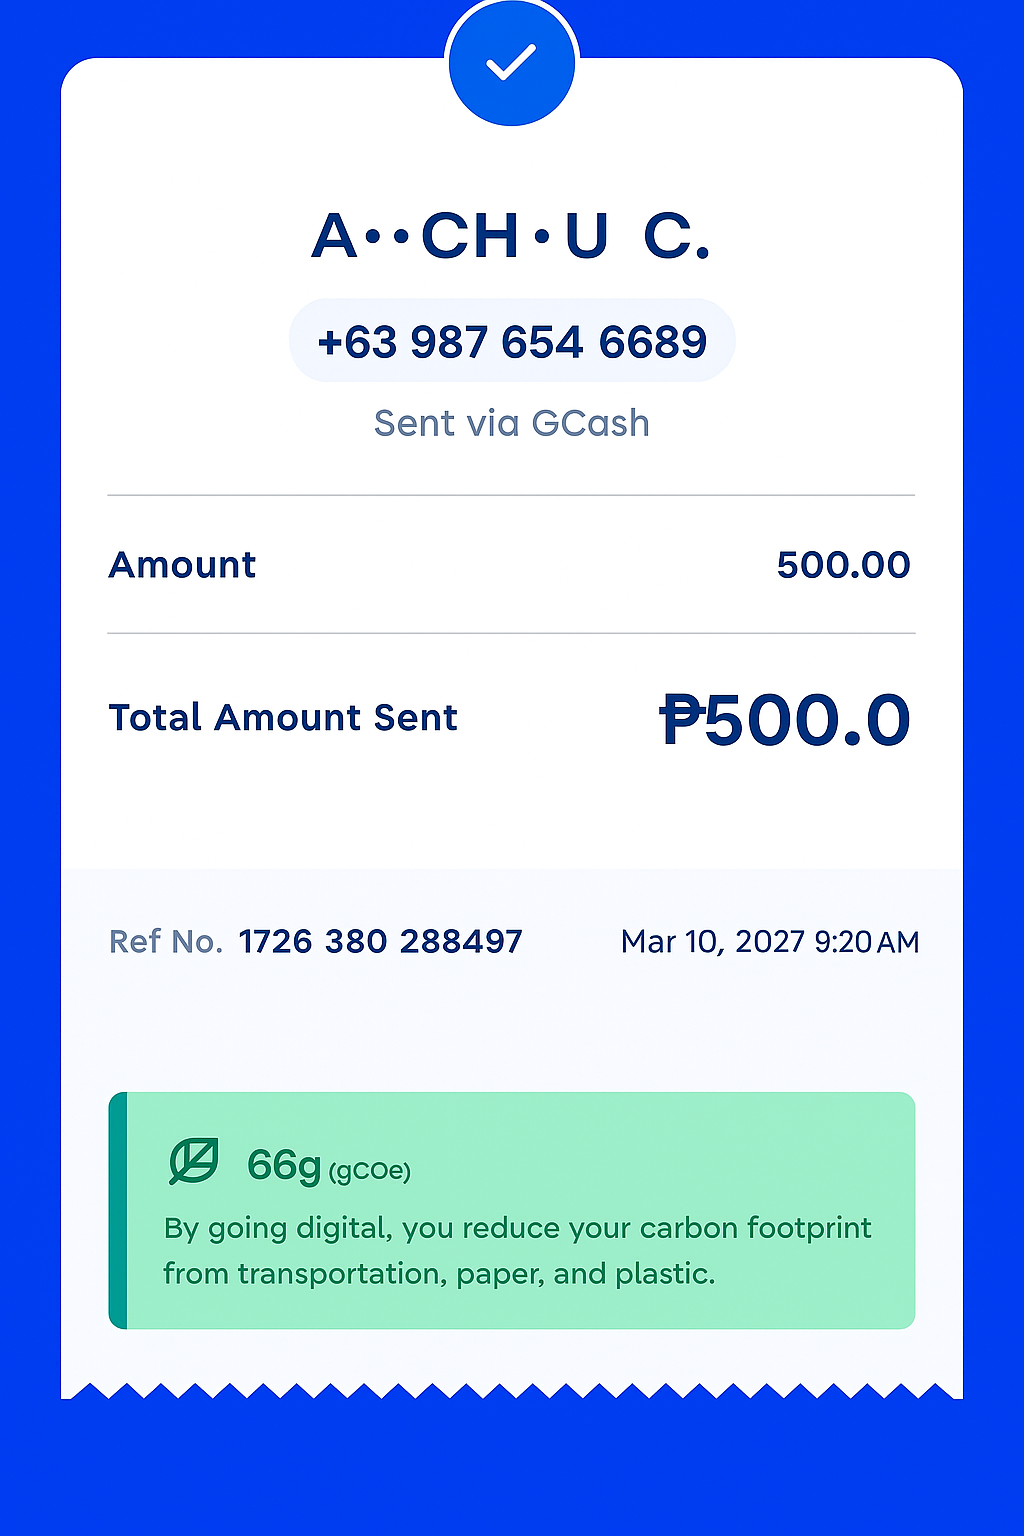 A••CH•U C.
+63 987 654 6689
Sent via GCash
Amount 500.00
Total Amount Sent ₱500.0
Ref No. 1726 380 288497 Mar 10, 2027 9:20 AM
66g (gCOe)
By going digital, you reduce your carbon footprint
from transportation, paper, and plastic.